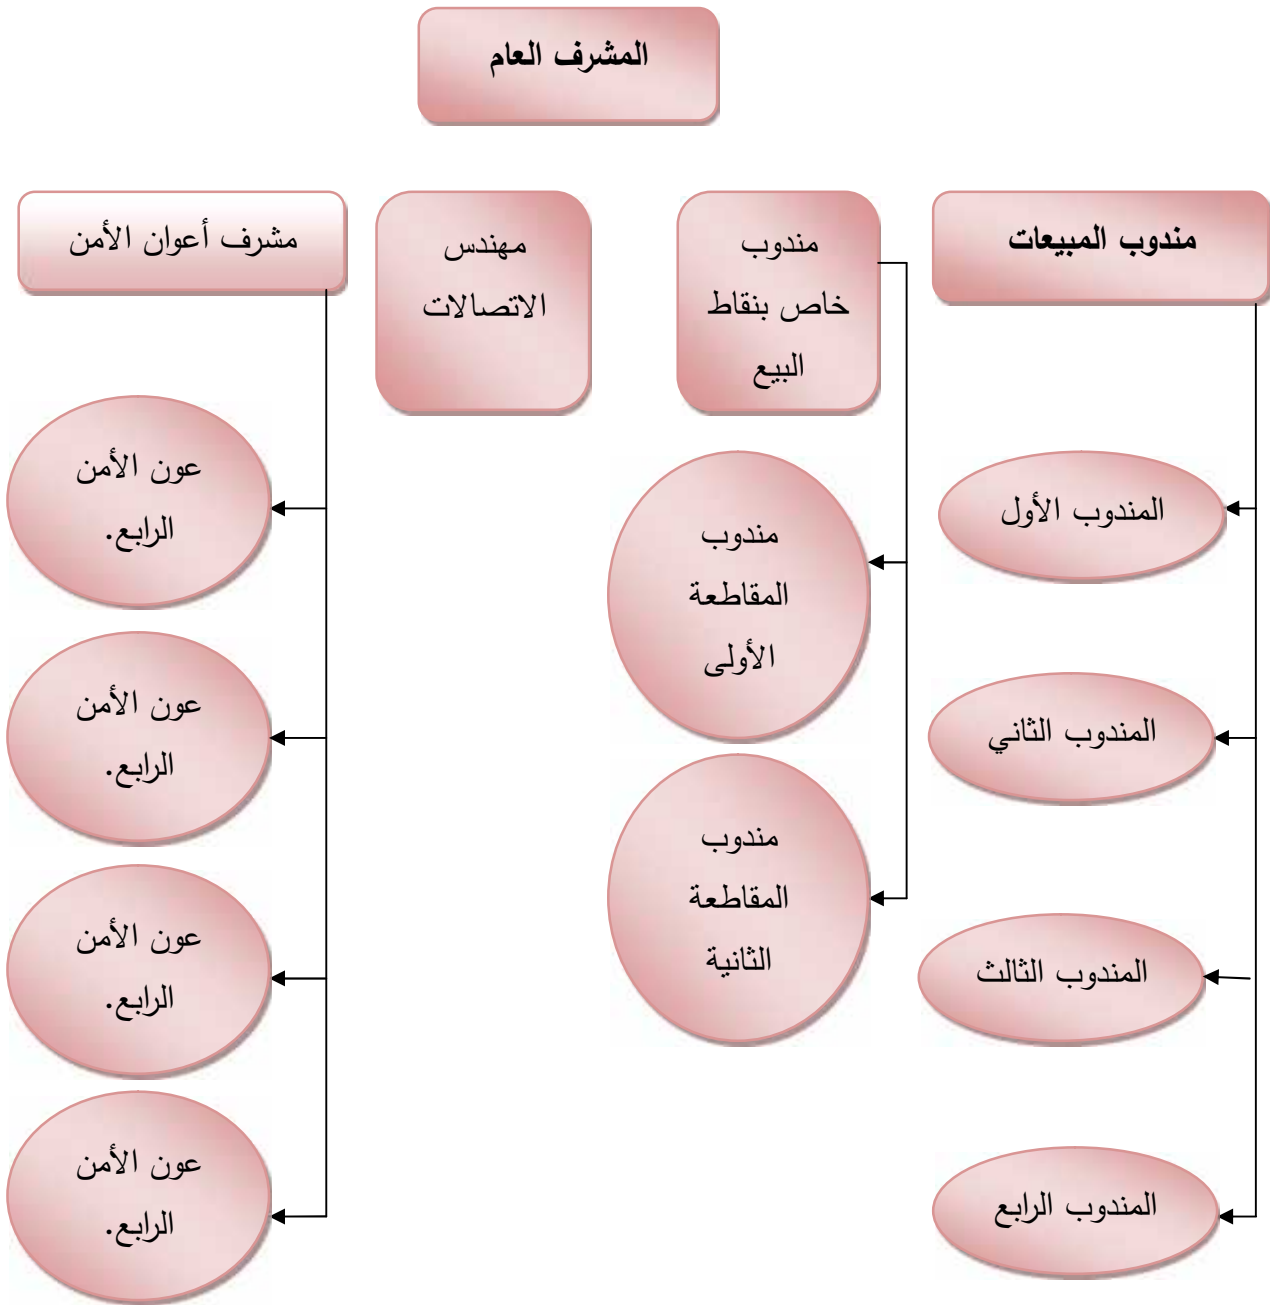 المشرف العام
مندوب المبيعات
مندوب
خاص بنقاط
البيع
مهندس
الاتصالات
مشرف أعوان الأمن
المندوب الأول
المندوب الثاني
المندوب الثالث
المندوب الرابع
مندوب
المقاطعة
الأولى
مندوب
المقاطعة
الثانية
عون الأمن
الرابع.
عون الأمن
الرابع.
عون الأمن
الرابع.
عون الأمن
الرابع.